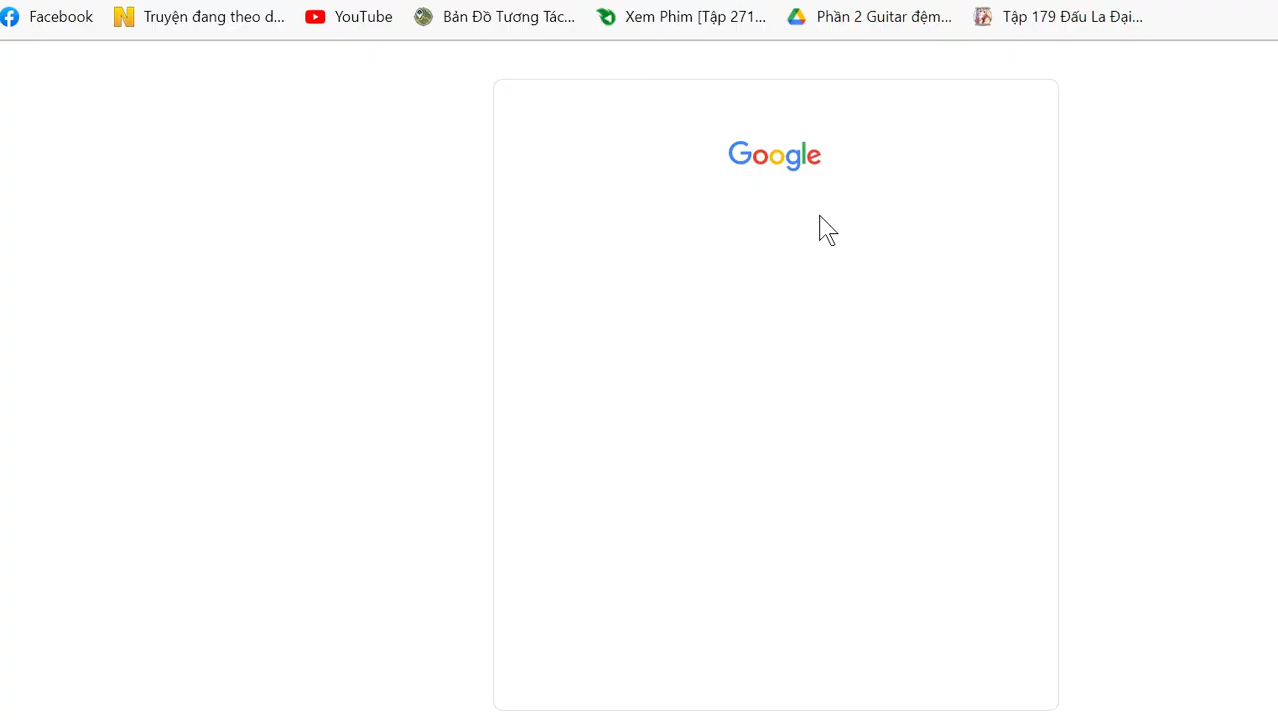 Facebook
Truyện đang theo d...
YouTube
Bản Đồ Tương Tác...
Xem Phim [Tập 271...
Phần 2 Guitar đệm...
Tập 179 Đấu La Đại...
Google